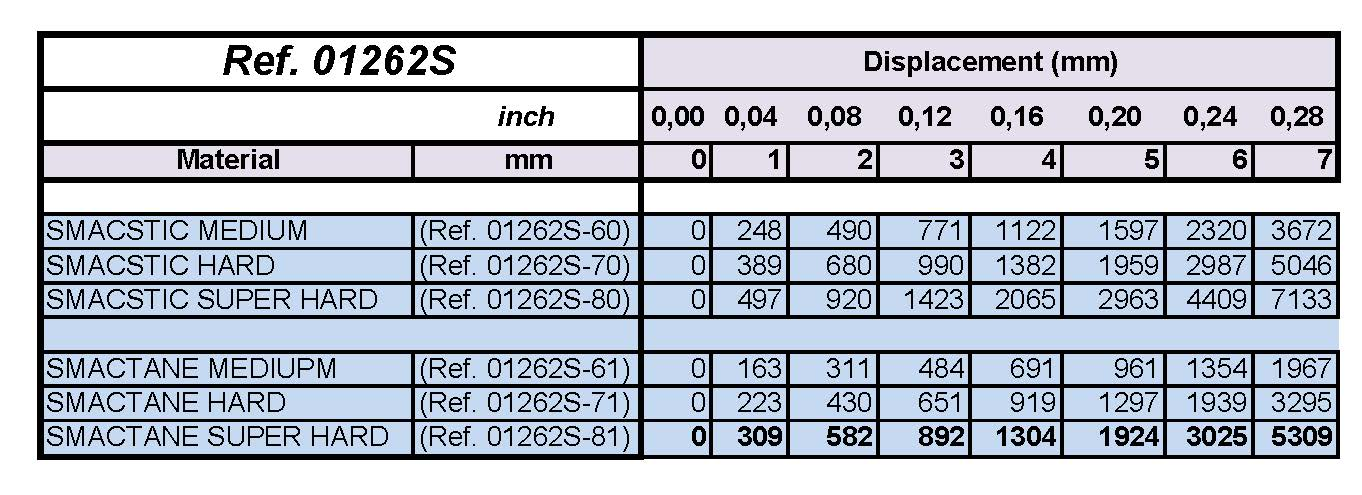 Ref. 01262S Displacement (mm)
inch 0,00 0,04 0,08 0,12 0,16 0,20 0,24 0,28
Material mm 0 1 2 3 4 5 6 7
SMACSTIC MEDIUM (Ref. 01262S-60) 0 248 490 771 1122 1597 2320 3672
SMACSTIC HARD (Ref. 01262S-70) 0 389 680 990 1382 1959 2987 5046
SMACSTIC SUPER HARD (Ref. 01262S-80) 0 497 920 1423 2065 2963 4409 7133
SMACTANE MEDIUPM (Ref. 01262S-61) 0 163 311 484 691 961 1354 1967
SMACTANE HARD (Ref. 01262S-71) 0 223 430 651 919 1297 1939 3295
SMACTANE SUPER HARD (Ref. 01262S-81) 0 309 582 892 1304 1924 3025 5309